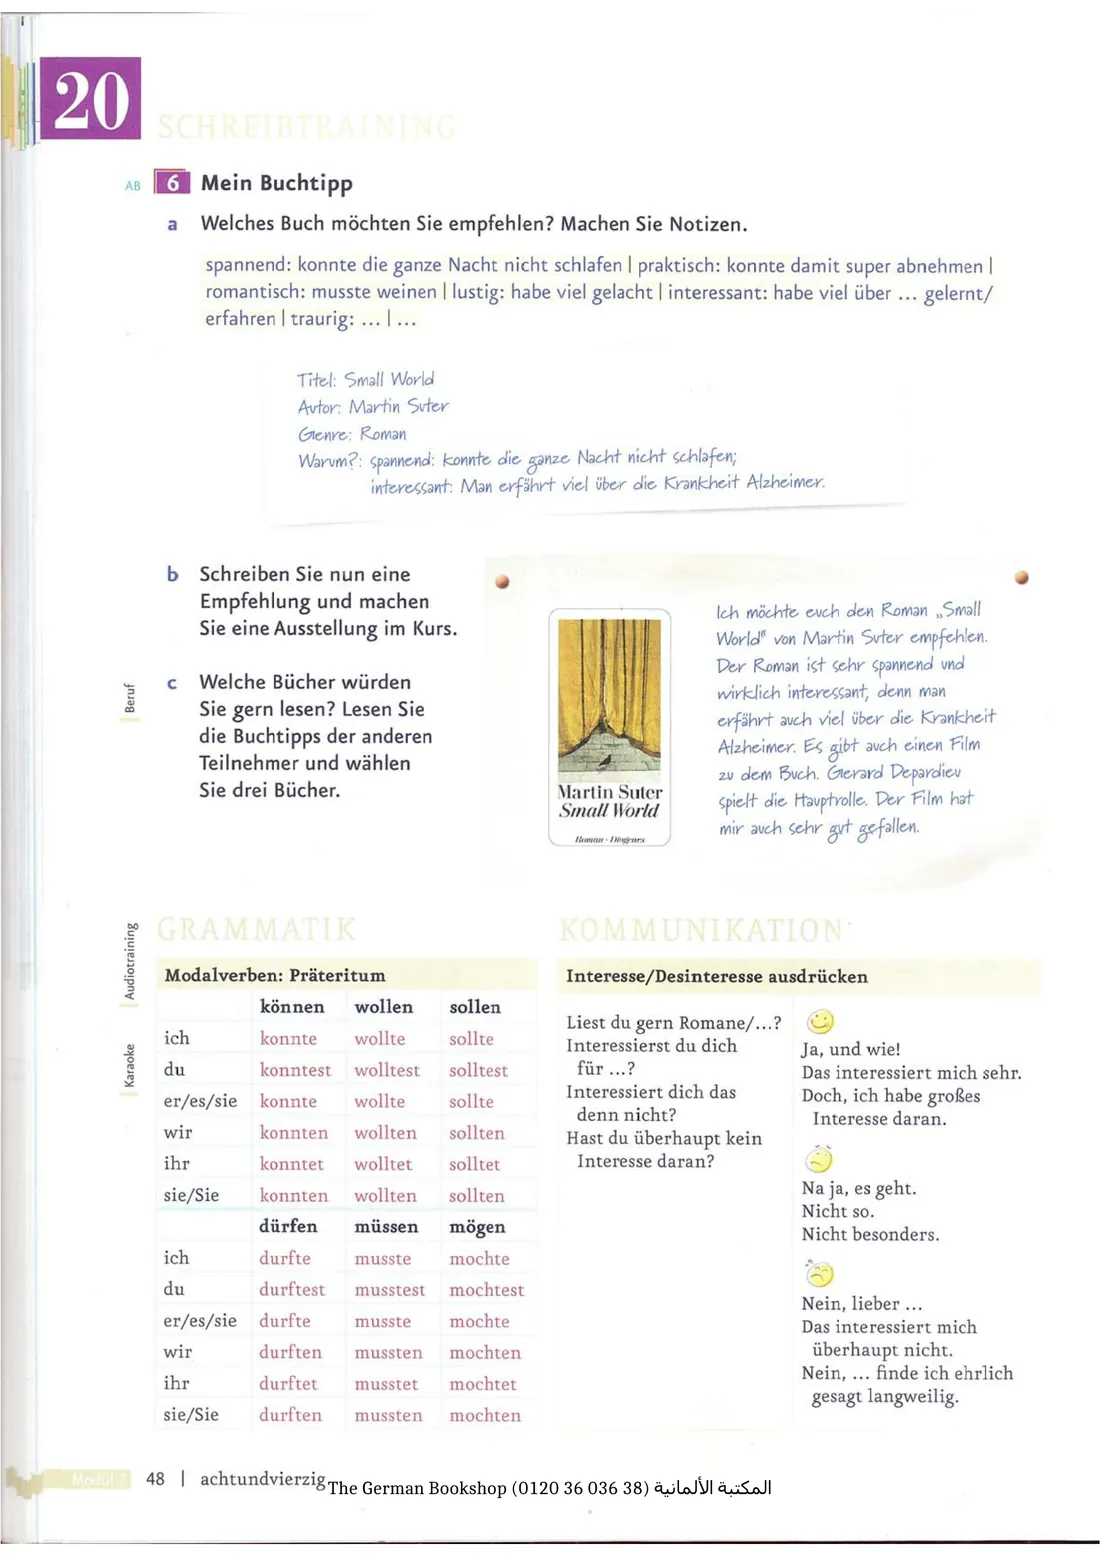 20
SCHREIBTRAINING
AB 6 Mein Buchtipp
a Welches Buch möchten Sie empfehlen? Machen Sie Notizen.
spannend: konnte die ganze Nacht nicht schlafen | praktisch: konnte damit super abnehmen |
romantisch: musste weinen | lustig: habe viel gelacht | interessant: habe viel über ... gelernt/
erfahren | traurig: ... | ...
Titel: Small World
Autor: Martin Suter
Genre: Roman
Warum?: spannend: konnte die ganze Nacht nicht schlafen;
interessant: Man erfährt viel über die Krankheit Alzheimer.
b Schreiben Sie nun eine
Empfehlung und machen
Sie eine Ausstellung im Kurs.
Beruf
c Welche Bücher würden
Sie gern lesen? Lesen Sie
die Buchtipps der anderen
Teilnehmer und wählen
Sie drei Bücher.
Martin Suter
Small World
Roman · Diogenes
Ich möchte euch den Roman „Small
World" von Martin Suter empfehlen.
Der Roman ist sehr spannend und
wirklich interessant, denn man
erfährt auch viel über die Krankheit
Alzheimer. Es gibt auch einen Film
zu dem Buch. Gerard Depardieu
spielt die Hauptrolle. Der Film hat
mir auch sehr gut gefallen.
Audiotraining
Karaoke
GRAMMATIK
Modalverben: Präteritum
können wollen sollen
ich konnte wollte sollte
du konntest wolltest solltest
er/es/sie konnte wollte sollte
wir konnten wollten sollten
ihr konntet wolltet solltet
sie/Sie konnten wollten sollten
dürfen müssen mögen
ich durfte musste mochte
du durftest musstest mochtest
er/es/sie durfte musste mochte
wir durften mussten mochten
ihr durftet musstet mochtet
sie/Sie durften mussten mochten
KOMMUNIKATION
Interesse/Desinteresse ausdrücken
Liest du gern Romane/...?
Interessierst du dich
für ...?
Interessiert dich das
denn nicht?
Hast du überhaupt kein
Interesse daran?
Ja, und wie!
Das interessiert mich sehr.
Doch, ich habe großes
Interesse daran.
Na ja, es geht.
Nicht so.
Nicht besonders.
Nein, lieber ...
Das interessiert mich
überhaupt nicht.
Nein, ... finde ich ehrlich
gesagt langweilig.
Modul 7 48 | achtundvierzig
The German Bookshop (0120 36 036 38) المكتبة الألمانية